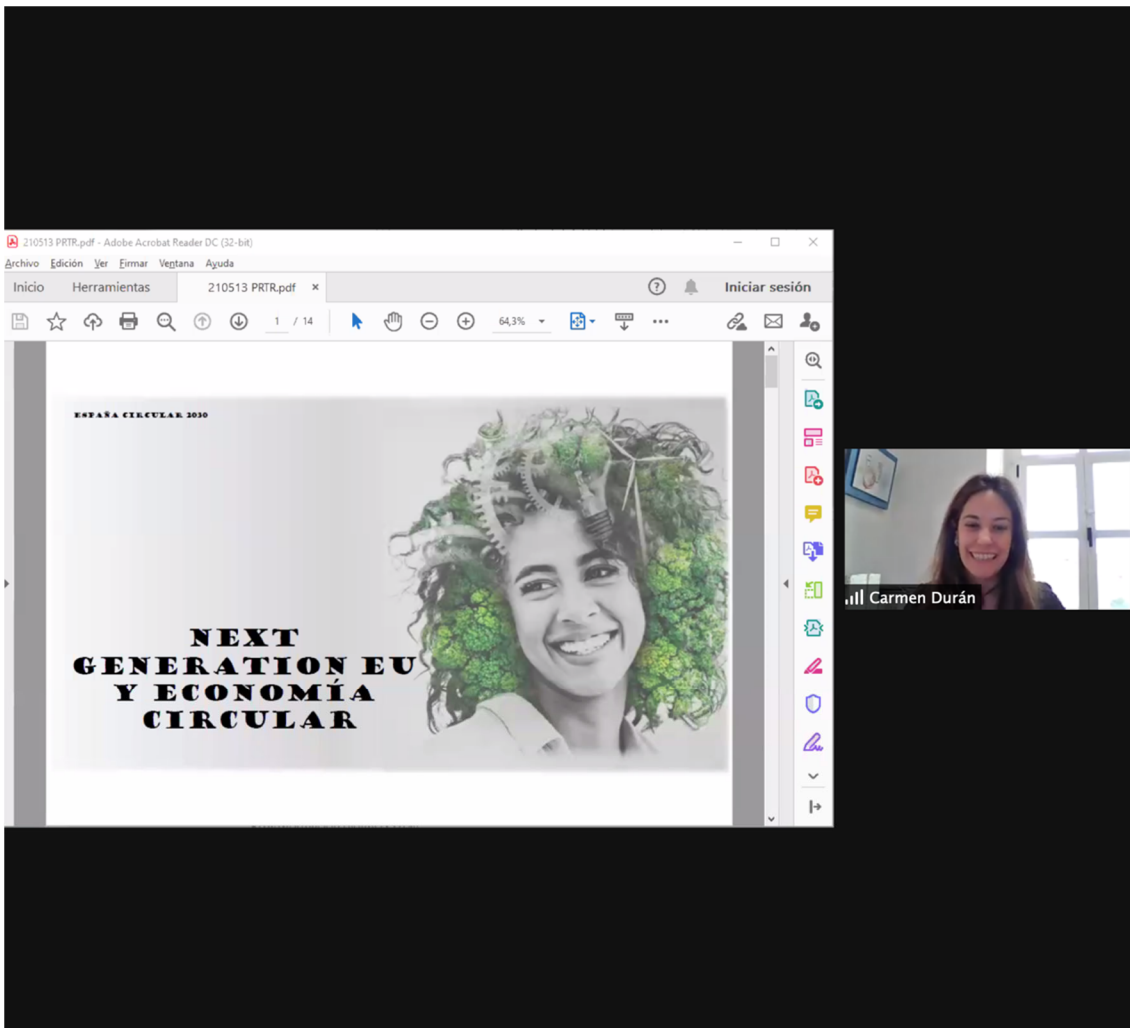 210513 PRTR.pdf - Adobe Acrobat Reader DC (32-bit)
Archivo Edición Ver Firmar Ventana Ayuda
Inicio Herramientas 210513 PRTR.pdf Iniciar sesión
1 / 14 64,3%
ESPAÑA CIRCULAR 2030
NEXT
GENERATION EU
Y ECONOMÍA
CIRCULAR
Carmen Durán